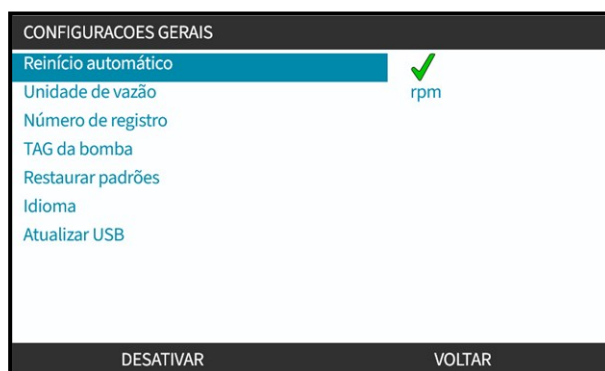 CONFIGURACOES GERAIS
Reinício automático
Unidade de vazão rpm
Número de registro
TAG da bomba
Restaurar padrões
Idioma
Atualizar USB
DESATIVAR VOLTAR